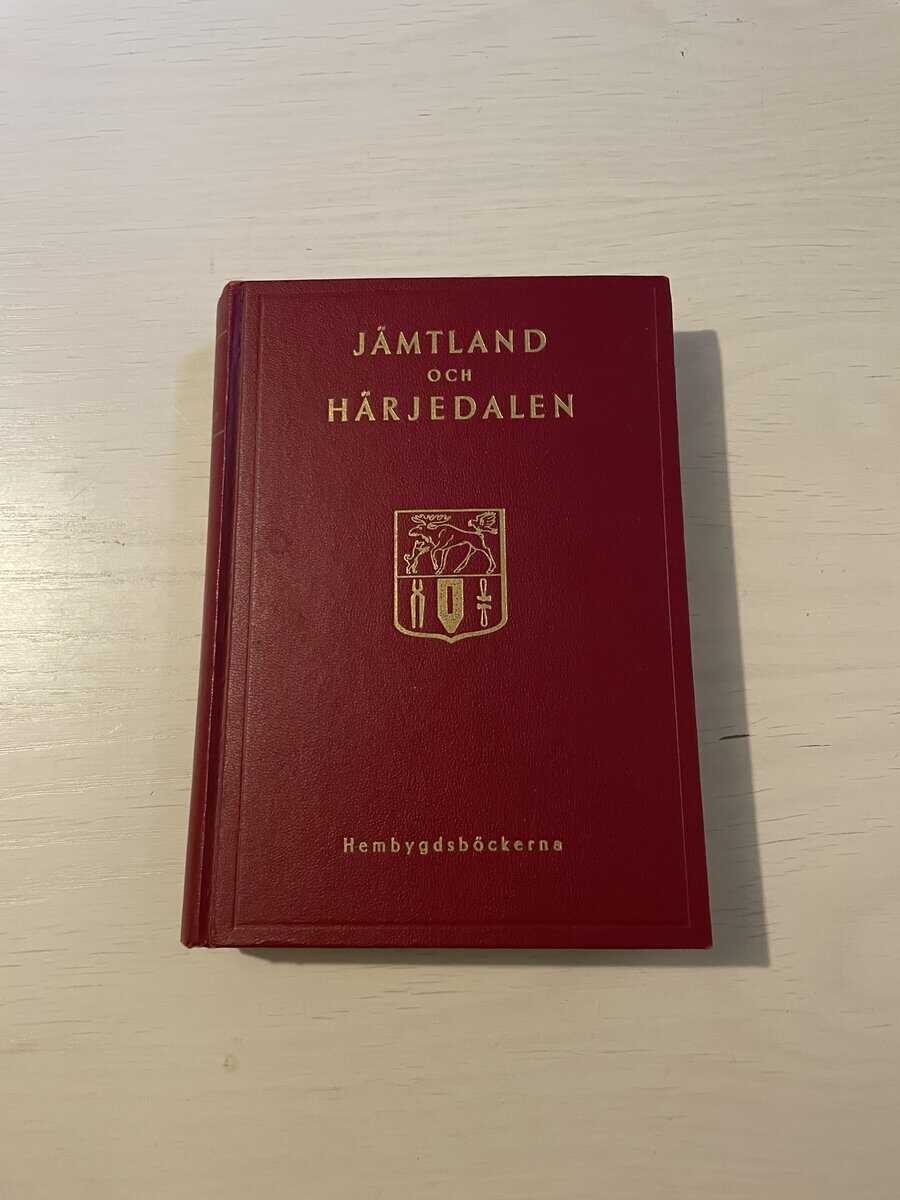 JÄMTLAND
OCH
HÄRJEDALEN
Hembygdsböckerna